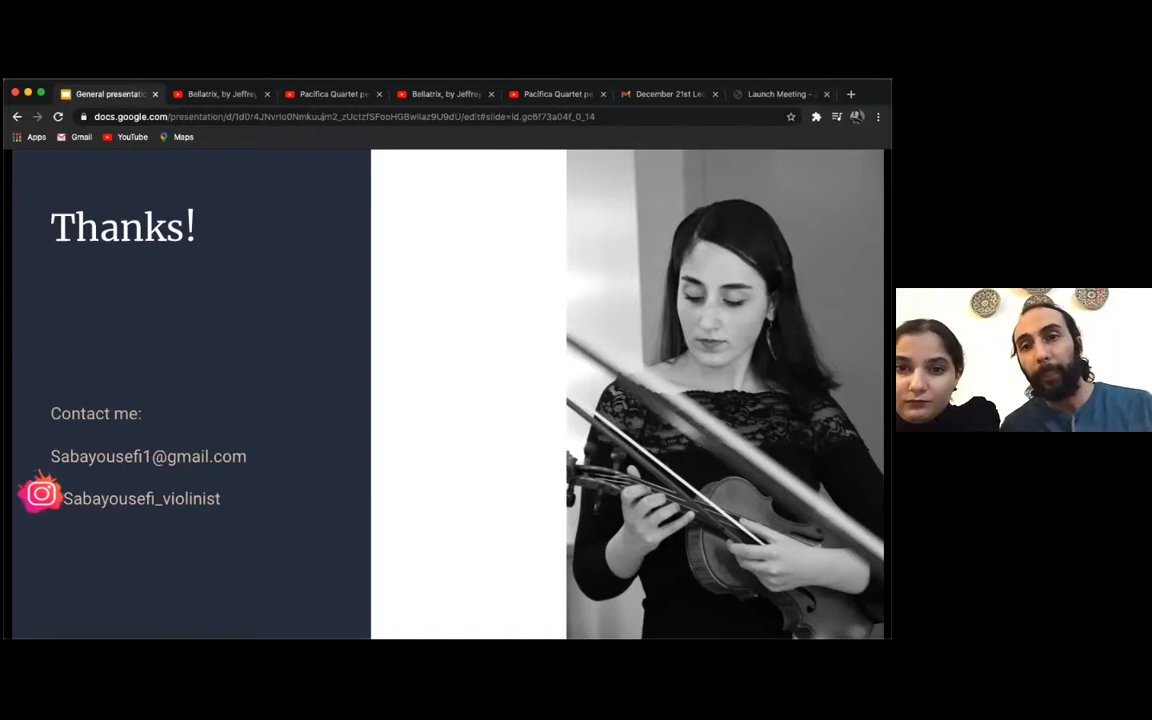 General presentatio
Bellatrix, by Jeffrey
Pacifica Quartet pe
Bellatrix, by Jeffrey
Pacifica Quartet pe
December 21st Les
Launch Meeting - Z
Apps
Gmail
YouTube
Maps
Thanks!
Contact me:
Sabayousefi1@gmail.com
Sabayousefi_violinist